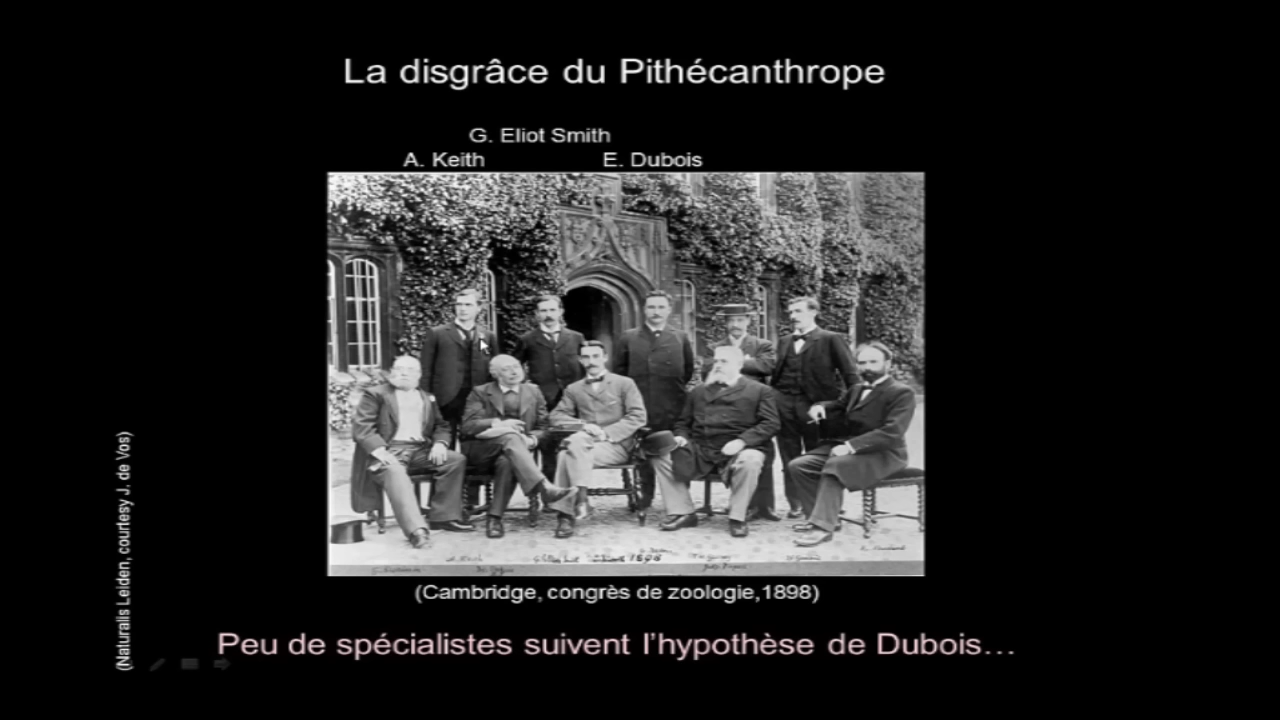 La disgrâce du Pithécanthrope
G. Eliot Smith
A. Keith E. Dubois
1898
(Cambridge, congrès de zoologie,1898)
Peu de spécialistes suivent l'hypothèse de Dubois…
(Naturalis Leiden, courtesy J. de Vos)